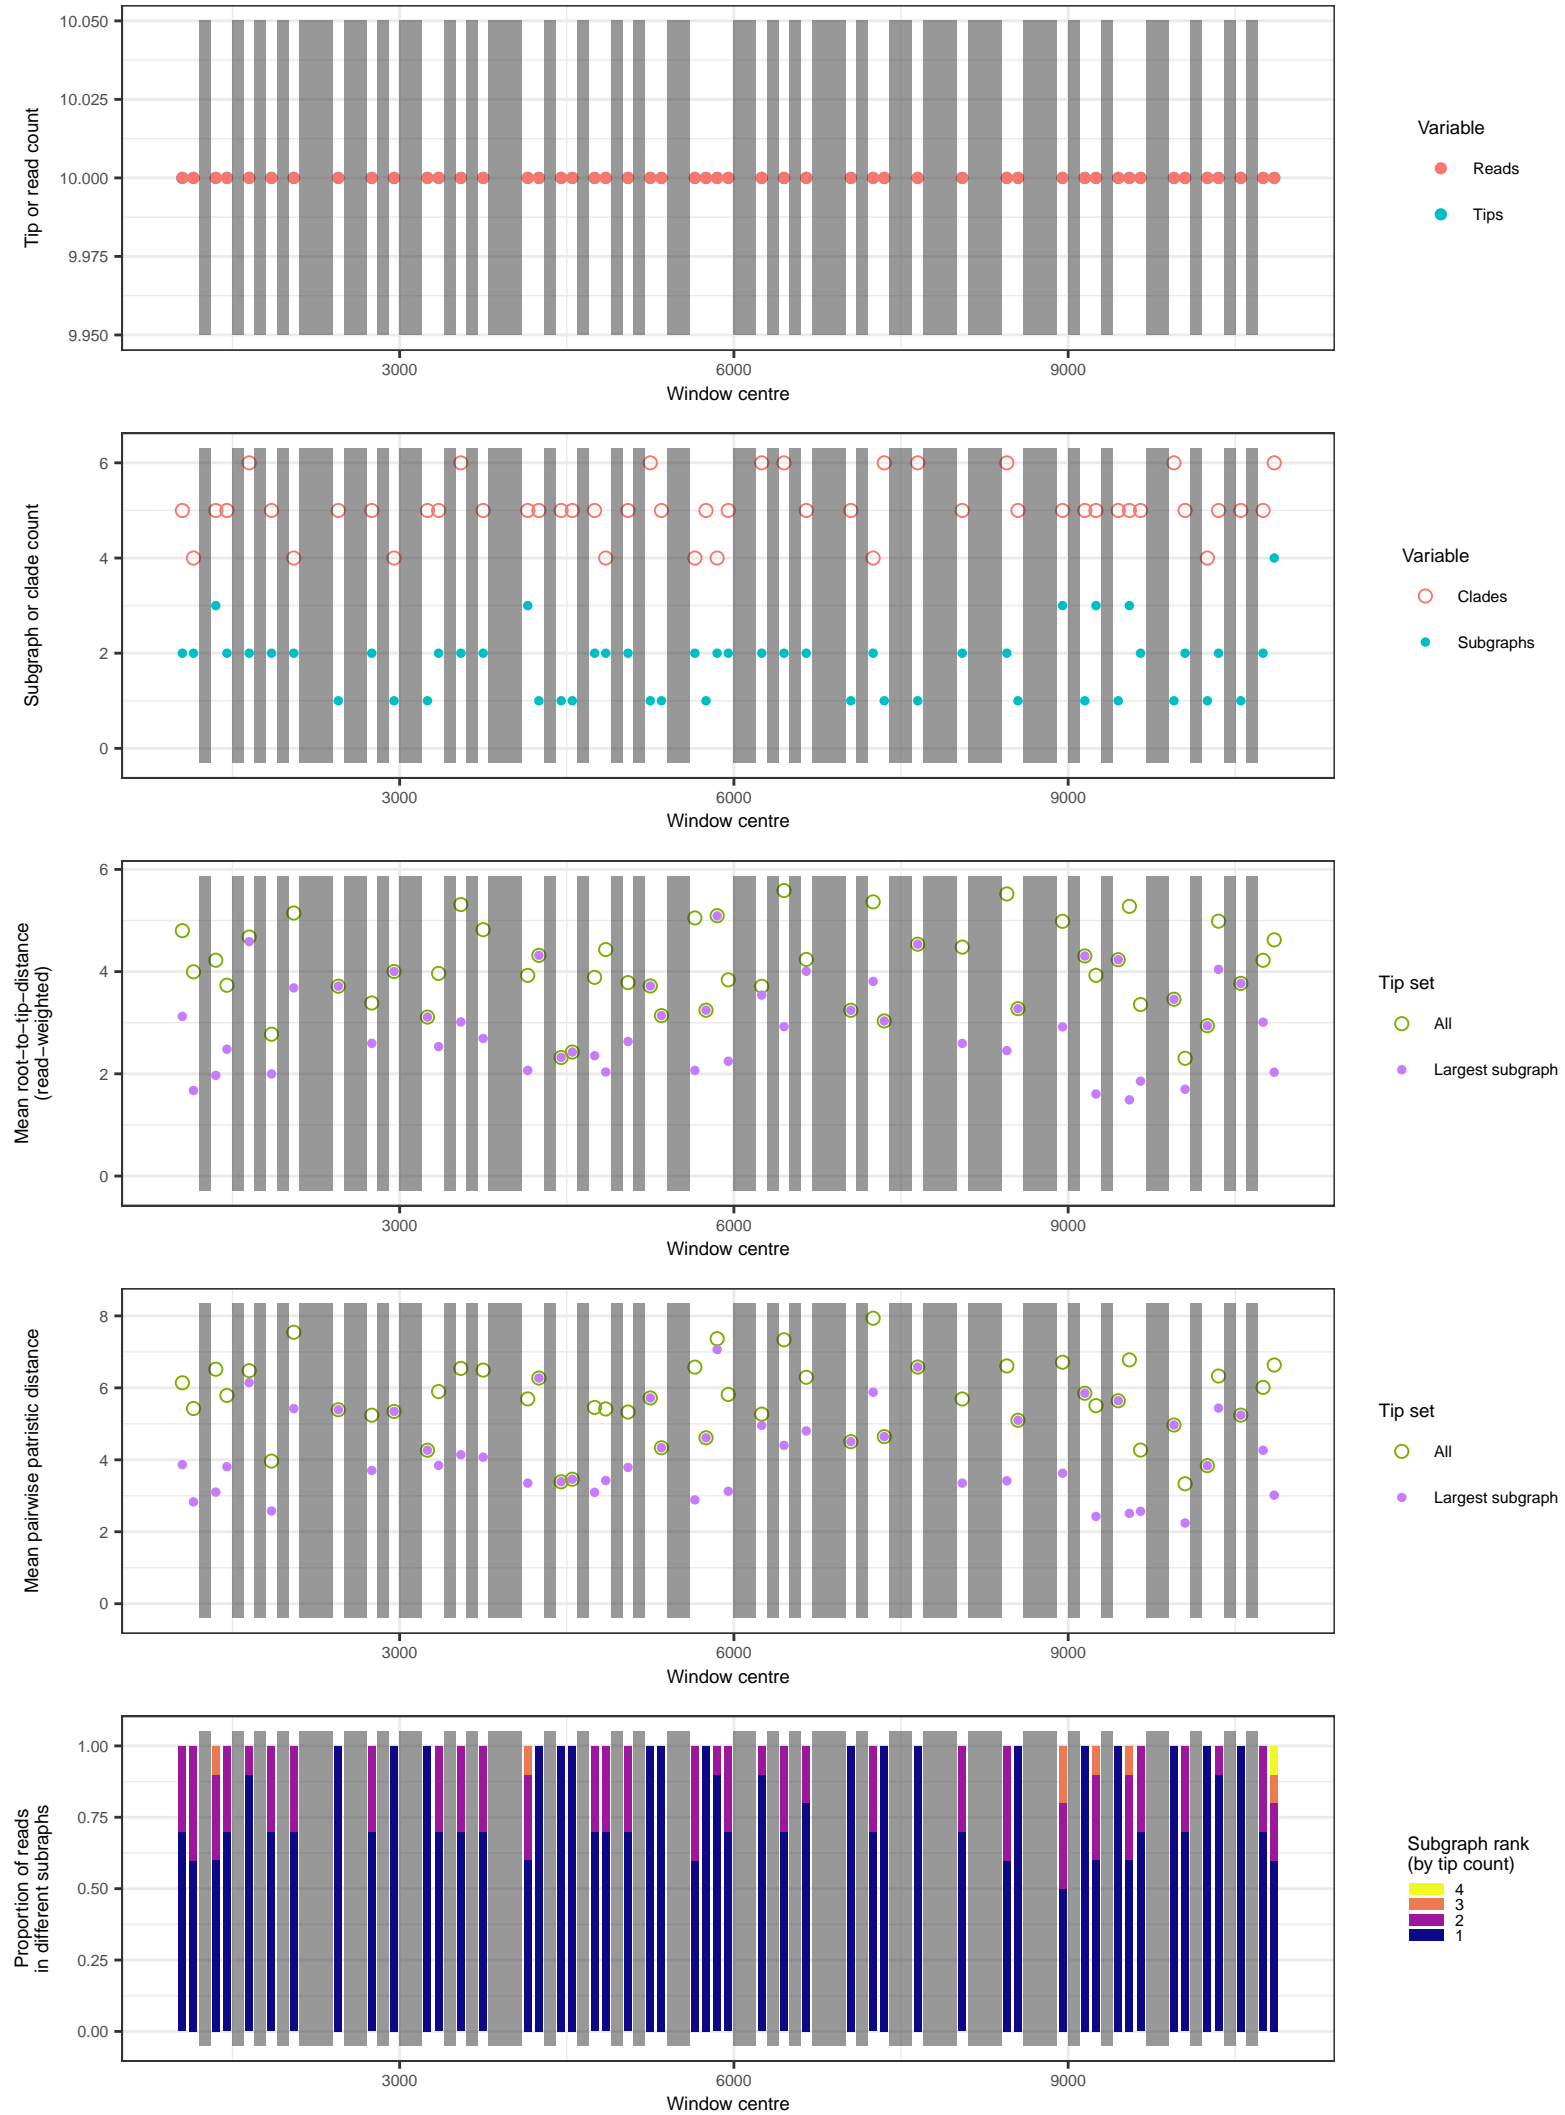 10.050
10.025
10.000
9.975
9.950
Tip or read count
3000
6000
9000
Window centre
Variable
Reads
Tips
6
4
2
0
Subgraph or clade count
3000
6000
9000
Window centre
Variable
Clades
Subgraphs
6
4
2
0
Mean root−to−tip−distance
(read−weighted)
3000
6000
9000
Window centre
Tip set
All
Largest subgraph
8
6
4
2
0
Mean pairwise patristic distance
3000
6000
9000
Window centre
Tip set
All
Largest subgraph
1.00
0.75
0.50
0.25
0.00
Proportion of reads
in different subraphs
3000
6000
9000
Window centre
Subgraph rank
(by tip count)
4
3
2
1